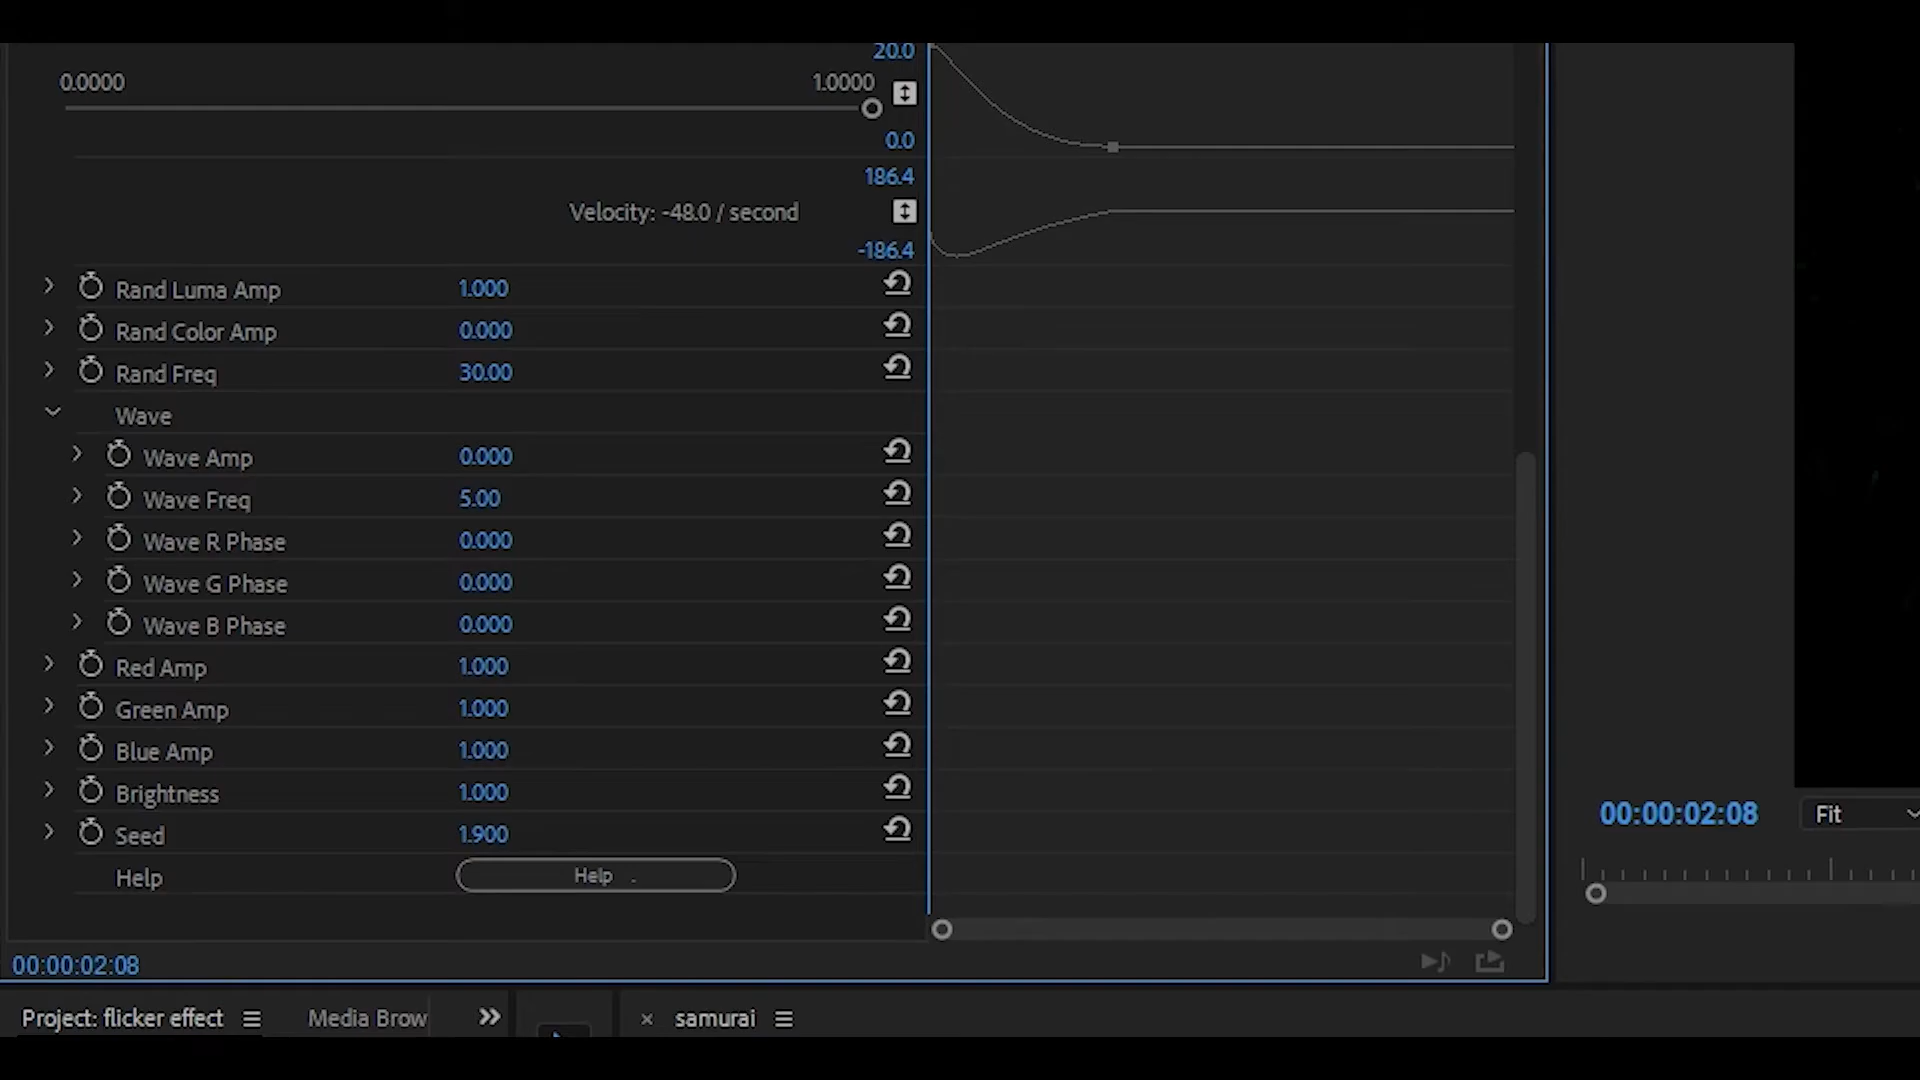 20.0
0.0000 1.0000
0.0
186.4
Velocity: -48.0 / second
-186.4
Rand Luma Amp 1.000
Rand Color Amp 0.000
Rand Freq 30.00
Wave
Wave Amp 0.000
Wave Freq 5.00
Wave R Phase 0.000
Wave G Phase 0.000
Wave B Phase 0.000
Red Amp 1.000
Green Amp 1.000
Blue Amp 1.000
Brightness 1.000
Seed 1.900
Help Help
00:00:02:08 Fit
00:00:02:08
Project: flicker effect Media Brow samurai